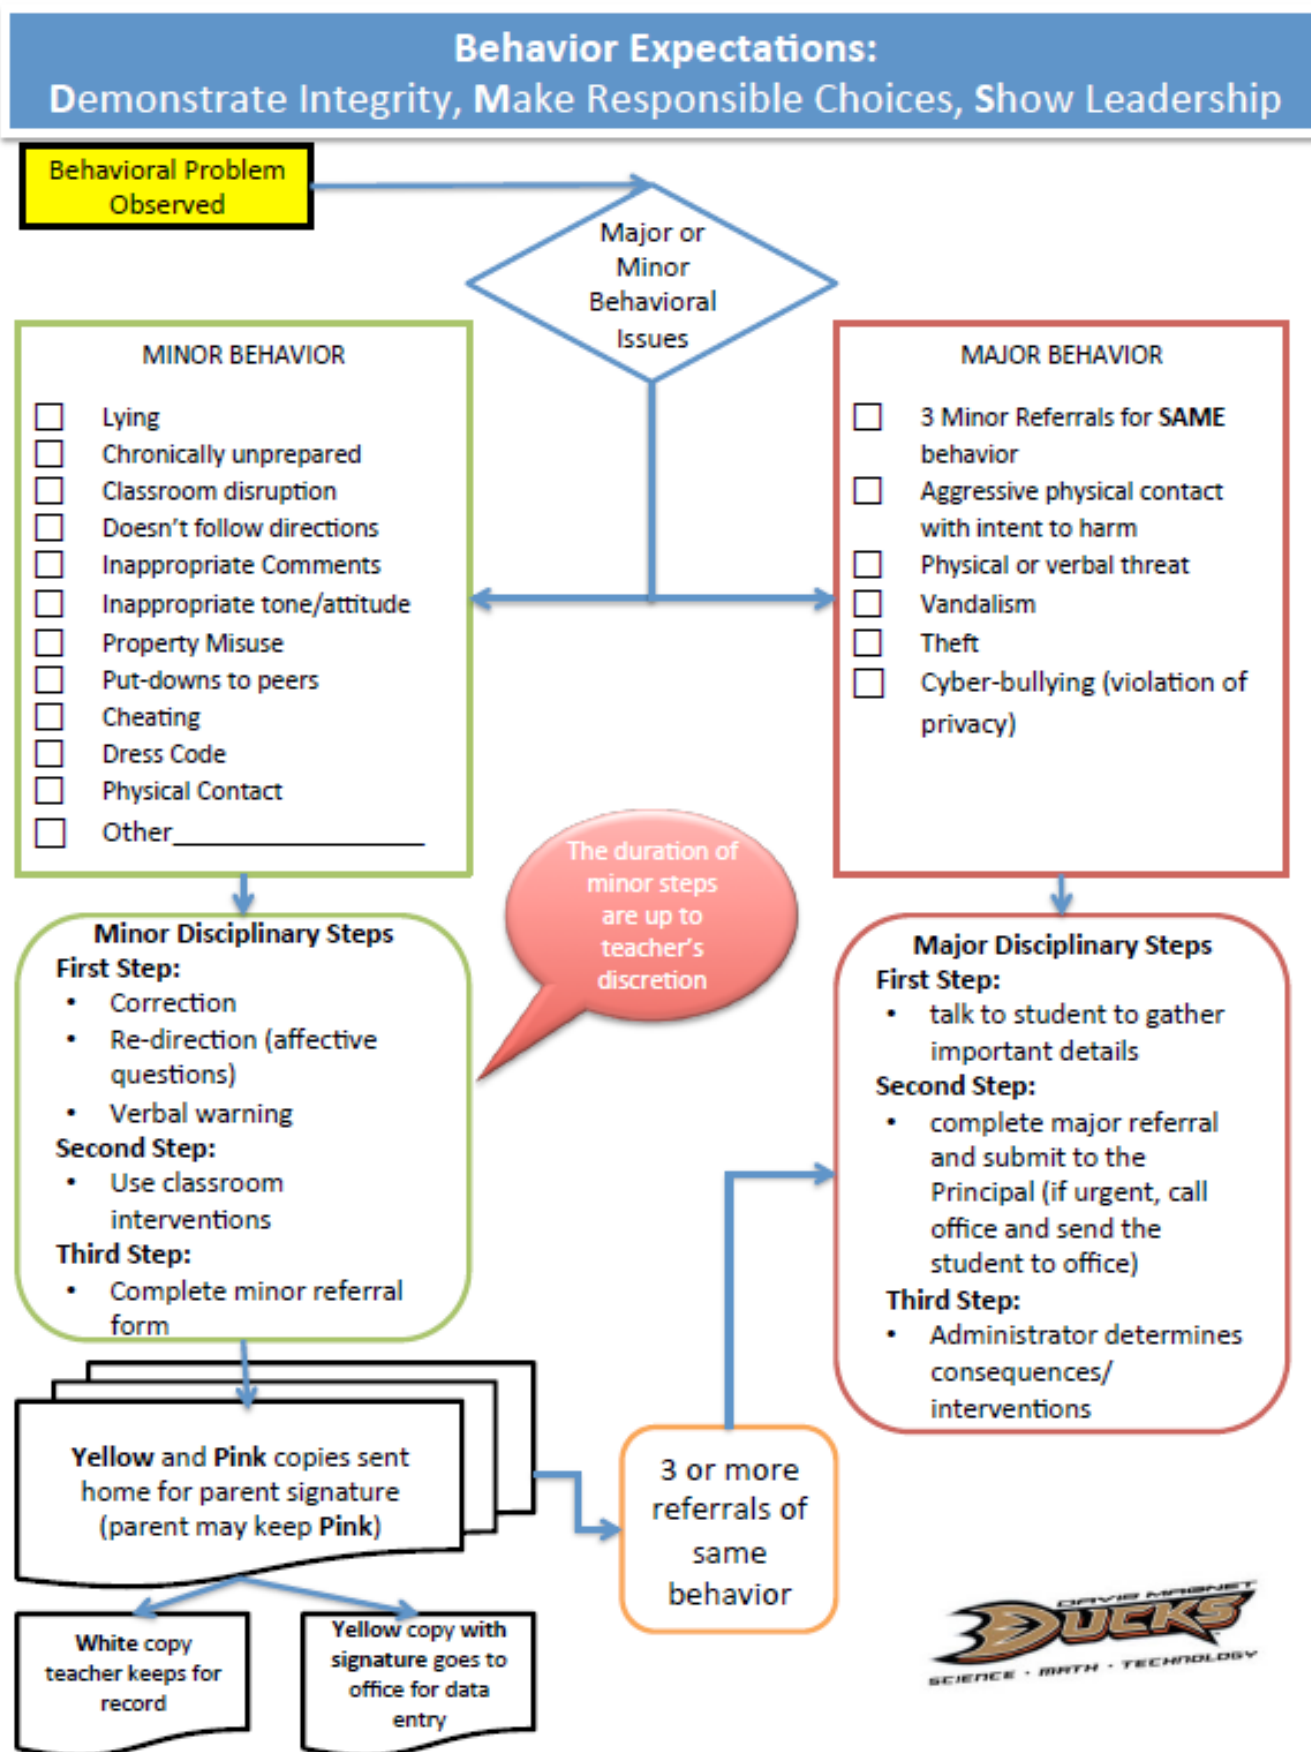 Behavior Expectations:
Demonstrate Integrity, Make Responsible Choices, Show Leadership
Behavioral Problem
Observed
Major or
Minor
Behavioral
Issues
MINOR BEHAVIOR
Lying
Chronically unprepared
Classroom disruption
Doesn't follow directions
Inappropriate Comments
Inappropriate tone/attitude
Property Misuse
Put-downs to peers
Cheating
Dress Code
Physical Contact
Other__________________
MAJOR BEHAVIOR
3 Minor Referrals for SAME
behavior
Aggressive physical contact
with intent to harm
Physical or verbal threat
Vandalism
Theft
Cyber-bullying (violation of
privacy)
The duration of
minor steps
are up to
teacher's
discretion
Minor Disciplinary Steps
First Step:
• Correction
• Re-direction (affective
questions)
• Verbal warning
Second Step:
• Use classroom
interventions
Third Step:
• Complete minor referral
form
Major Disciplinary Steps
First Step:
• talk to student to gather
important details
Second Step:
• complete major referral
and submit to the
Principal (if urgent, call
office and send the
student to office)
Third Step:
• Administrator determines
consequences/
interventions
Yellow and Pink copies sent
home for parent signature
(parent may keep Pink)
3 or more
referrals of
same
behavior
White copy
teacher keeps for
record
Yellow copy with
signature goes to
office for data
entry
DAVIS MAGNET
DUCKS
SCIENCE · MATH · TECHNOLOGY